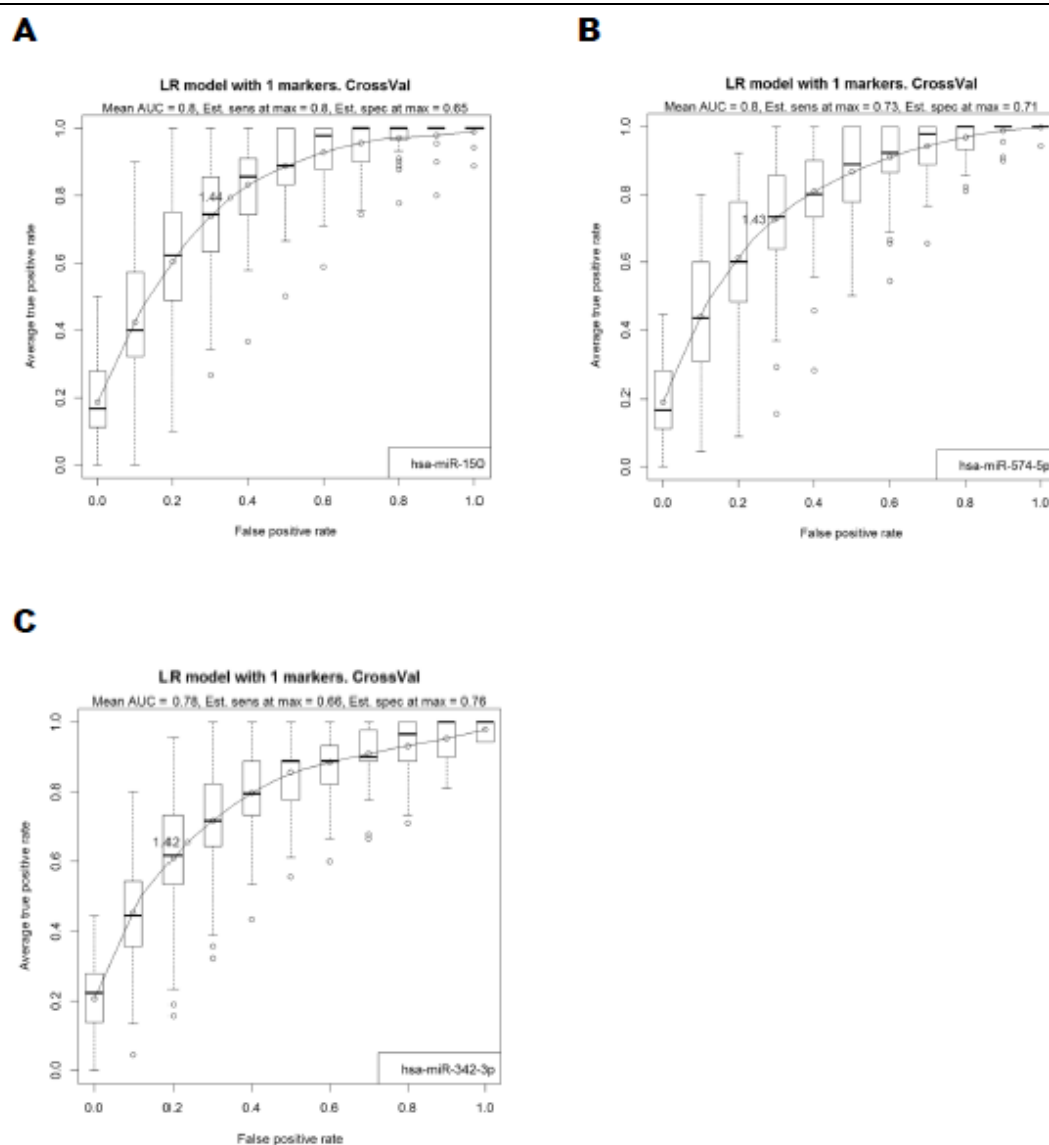 A
LR model with 1 markers. CrossVal
Mean AUC = 0.8, Est. sens at max = 0.8, Est. spec at max = 0.65
Average true positive rate
1.0
0.8
0.6
0.4
0.2
0.0
1.44
hsa-miR-150
0.0 0.2 0.4 0.6 0.8 1.0
False positive rate
B
LR model with 1 markers. CrossVal
Mean AUC = 0.8, Est. sens at max = 0.73, Est. spec at max = 0.71
Average true positive rate
1.0
0.8
0.6
0.4
0.2
0.0
1.43
hsa-miR-574-5p
0.0 0.2 0.4 0.6 0.8 1.0
False positive rate
C
LR model with 1 markers. CrossVal
Mean AUC = 0.78, Est. sens at max = 0.66, Est. spec at max = 0.76
Average true positive rate
1.0
0.8
0.6
0.4
0.2
0.0
1.42
hsa-miR-342-3p
0.0 0.2 0.4 0.6 0.8 1.0
False positive rate